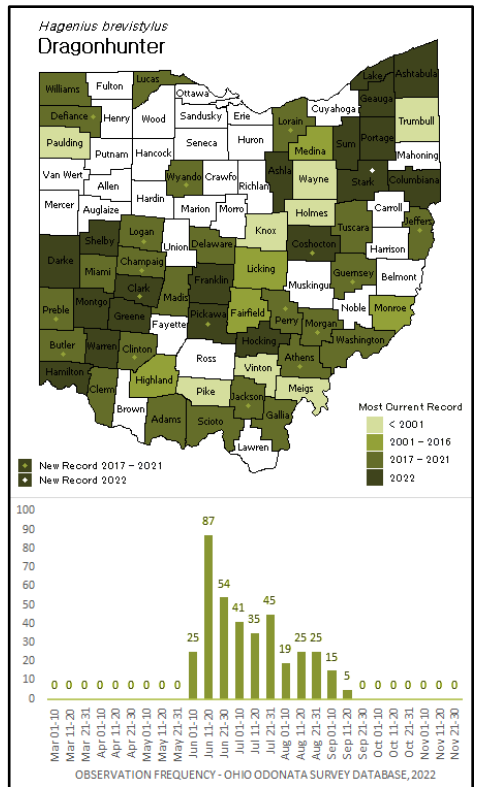 Hagenius brevistylus
Dragonhunter
Williams
Fulton
Lucas
Ottawa
Lake
Ashtabula
Geauga
Cuyahoga
Defiance
Henry
Wood
Sandusky
Erie
Lorain
Trumbull
Paulding
Putnam
Hancock
Seneca
Huron
Medina
Sum
Portage
Mahoning
Van Wert
Allen
Wyando
Crawfo
Richlan
Ashla
Wayne
Stark
Columbiana
Mercer
Auglaize
Hardin
Marion
Morro
Holmes
Carroll
Jeffers
Shelby
Logan
Union
Delaware
Knox
Coshocton
Tuscara
Harrison
Darke
Miami
Champaig
Licking
Guernsey
Belmont
Clark
Madis
Franklin
Muskingu
Noble
Monroe
Preble
Montgo
Greene
Fayette
Pickawa
Fairfield
Perry
Morgan
Washington
Butler
Warren
Clinton
Ross
Hocking
Athens
Hamilton
Clerm
Highland
Pike
Vinton
Meigs
Brown
Adams
Scioto
Jackson
Gallia
Lawren
Most Current Record
< 2001
2001 - 2016
2017 - 2021
2022
New Record 2017 - 2021
New Record 2022
100
90
80
70
60
50
40
30
20
10
0
0 0 0 0 0 0 0 0 0 25 87 54 41 35 45 19 25 25 15 5 0 0 0 0 0 0 0
Mar 01-10
Mar 11-20
Mar 21-31
Apr 01-10
Apr 11-20
Apr 21-30
May 01-10
May 11-20
May 21-31
Jun 01-10
Jun 11-20
Jun 21-30
Jul 01-10
Jul 11-20
Jul 21-31
Aug 01-10
Aug 11-20
Aug 21-31
Sep 01-10
Sep 11-20
Sep 21-30
Oct 01-10
Oct 11-20
Oct 21-31
Nov 01-10
Nov 11-20
Nov 21-30
OBSERVATION FREQUENCY - OHIO ODONATA SURVEY DATABASE, 2022